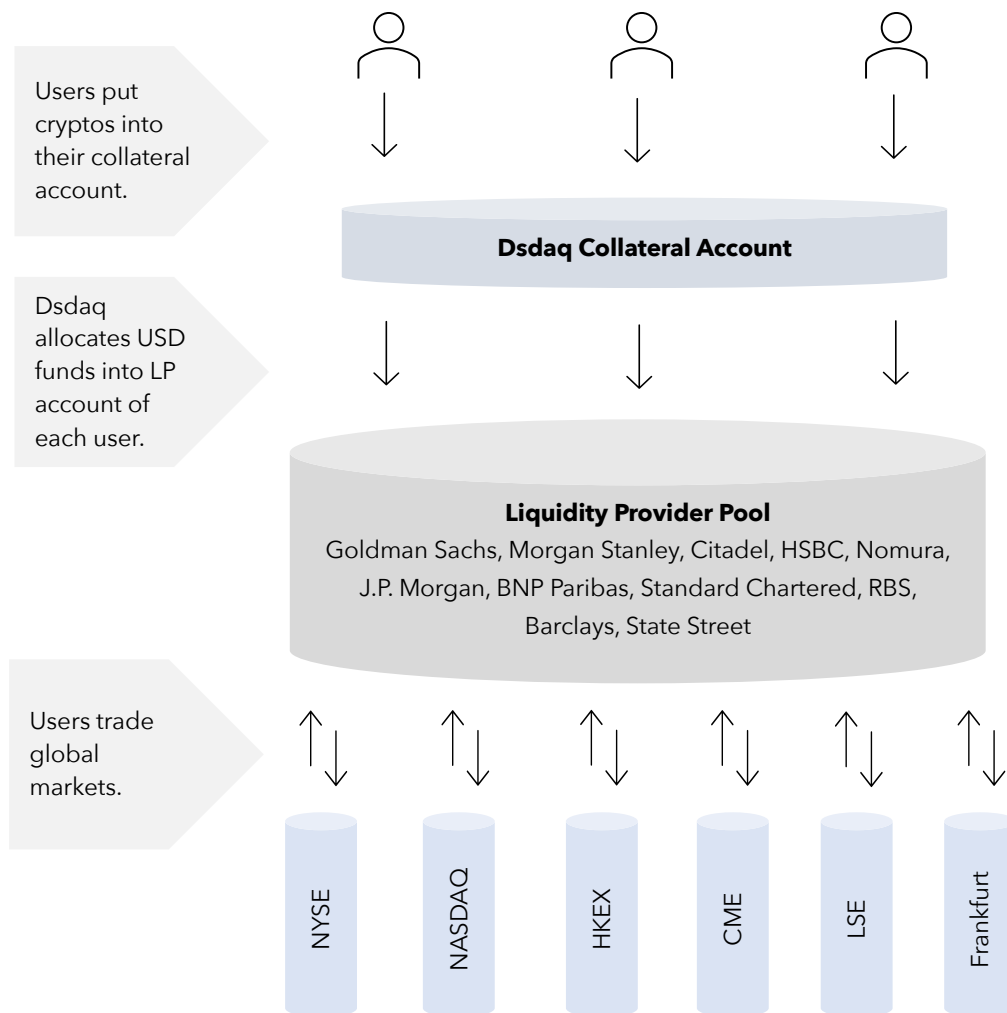 Users put
cryptos into
their collateral
account.
Dsdaq Collateral Account
Dsdaq
allocates USD
funds into LP
account of
each user.
Liquidity Provider Pool
Goldman Sachs, Morgan Stanley, Citadel, HSBC, Nomura,
J.P. Morgan, BNP Paribas, Standard Chartered, RBS,
Barclays, State Street
Users trade
global
markets.
NYSE
NASDAQ
HKEX
CME
LSE
Frankfurt